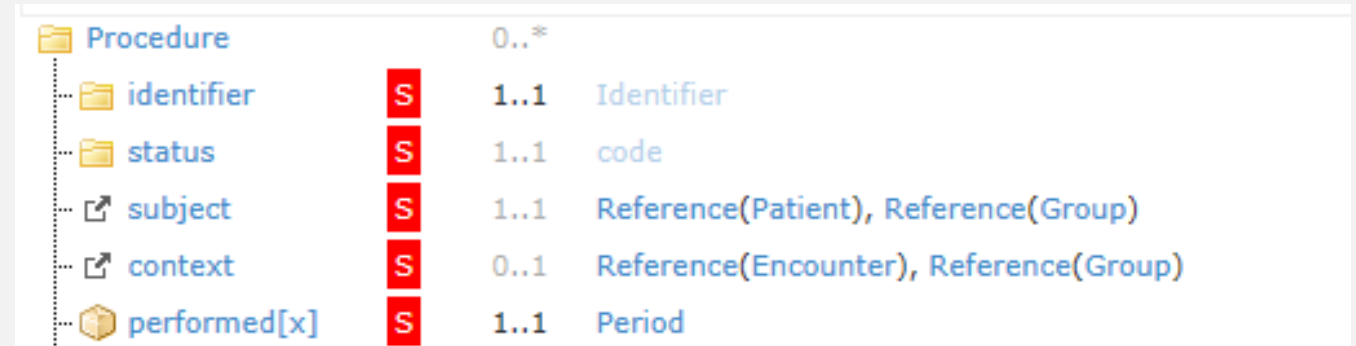 Procedure 0..*
identifier S 1..1 Identifier
status S 1..1 code
subject S 1..1 Reference(Patient), Reference(Group)
context S 0..1 Reference(Encounter), Reference(Group)
performed[x] S 1..1 Period